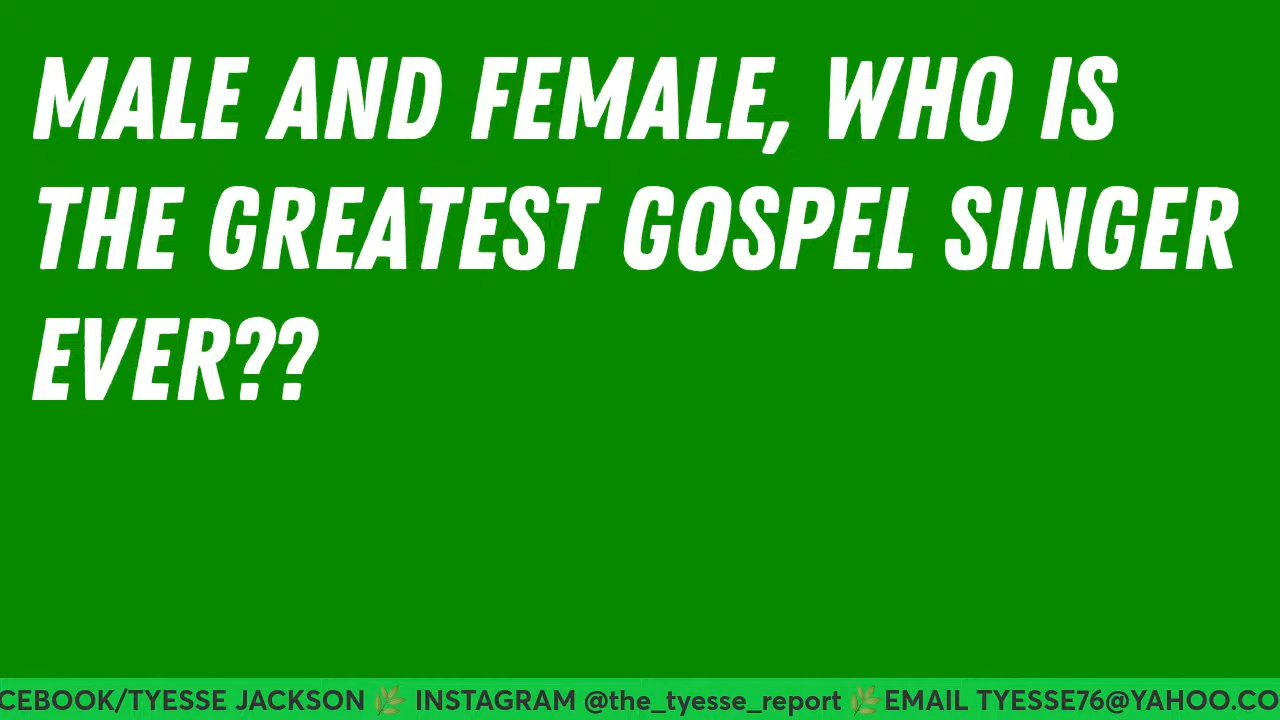 MALE AND FEMALE, WHO IS
THE GREATEST GOSPEL SINGER
EVER??
CEBOOK/TYESSE JACKSON 🌿 INSTAGRAM @the_tyesse_report 🌿EMAIL TYESSE76@YAHOO.CO